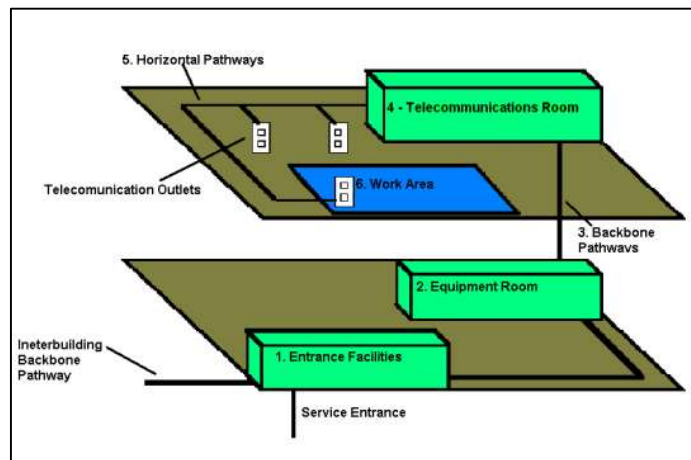 5. Horizontal Pathways
4 - Telecommunications Room
Telecomunication Outlets
6. Work Area
3. Backbone
Pathwavs
2. Equipment Room
Ineterbuilding
Backbone
Pathway
1. Entrance Facilities
Service Entrance